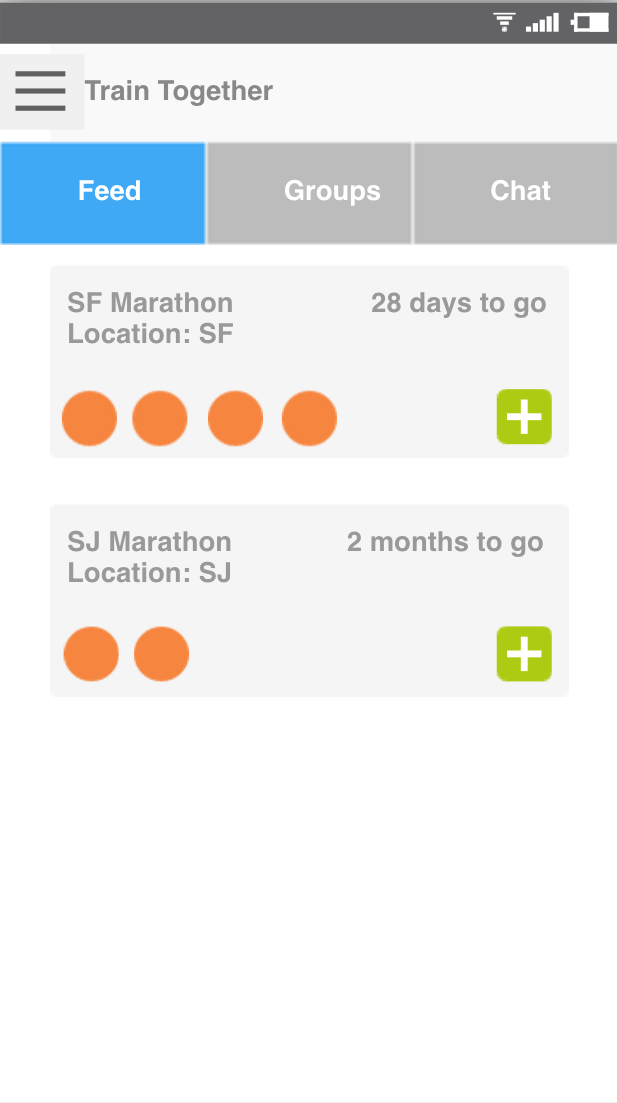 Train Together
Feed Groups Chat
SF Marathon 28 days to go
Location: SF
SJ Marathon 2 months to go
Location: SJ